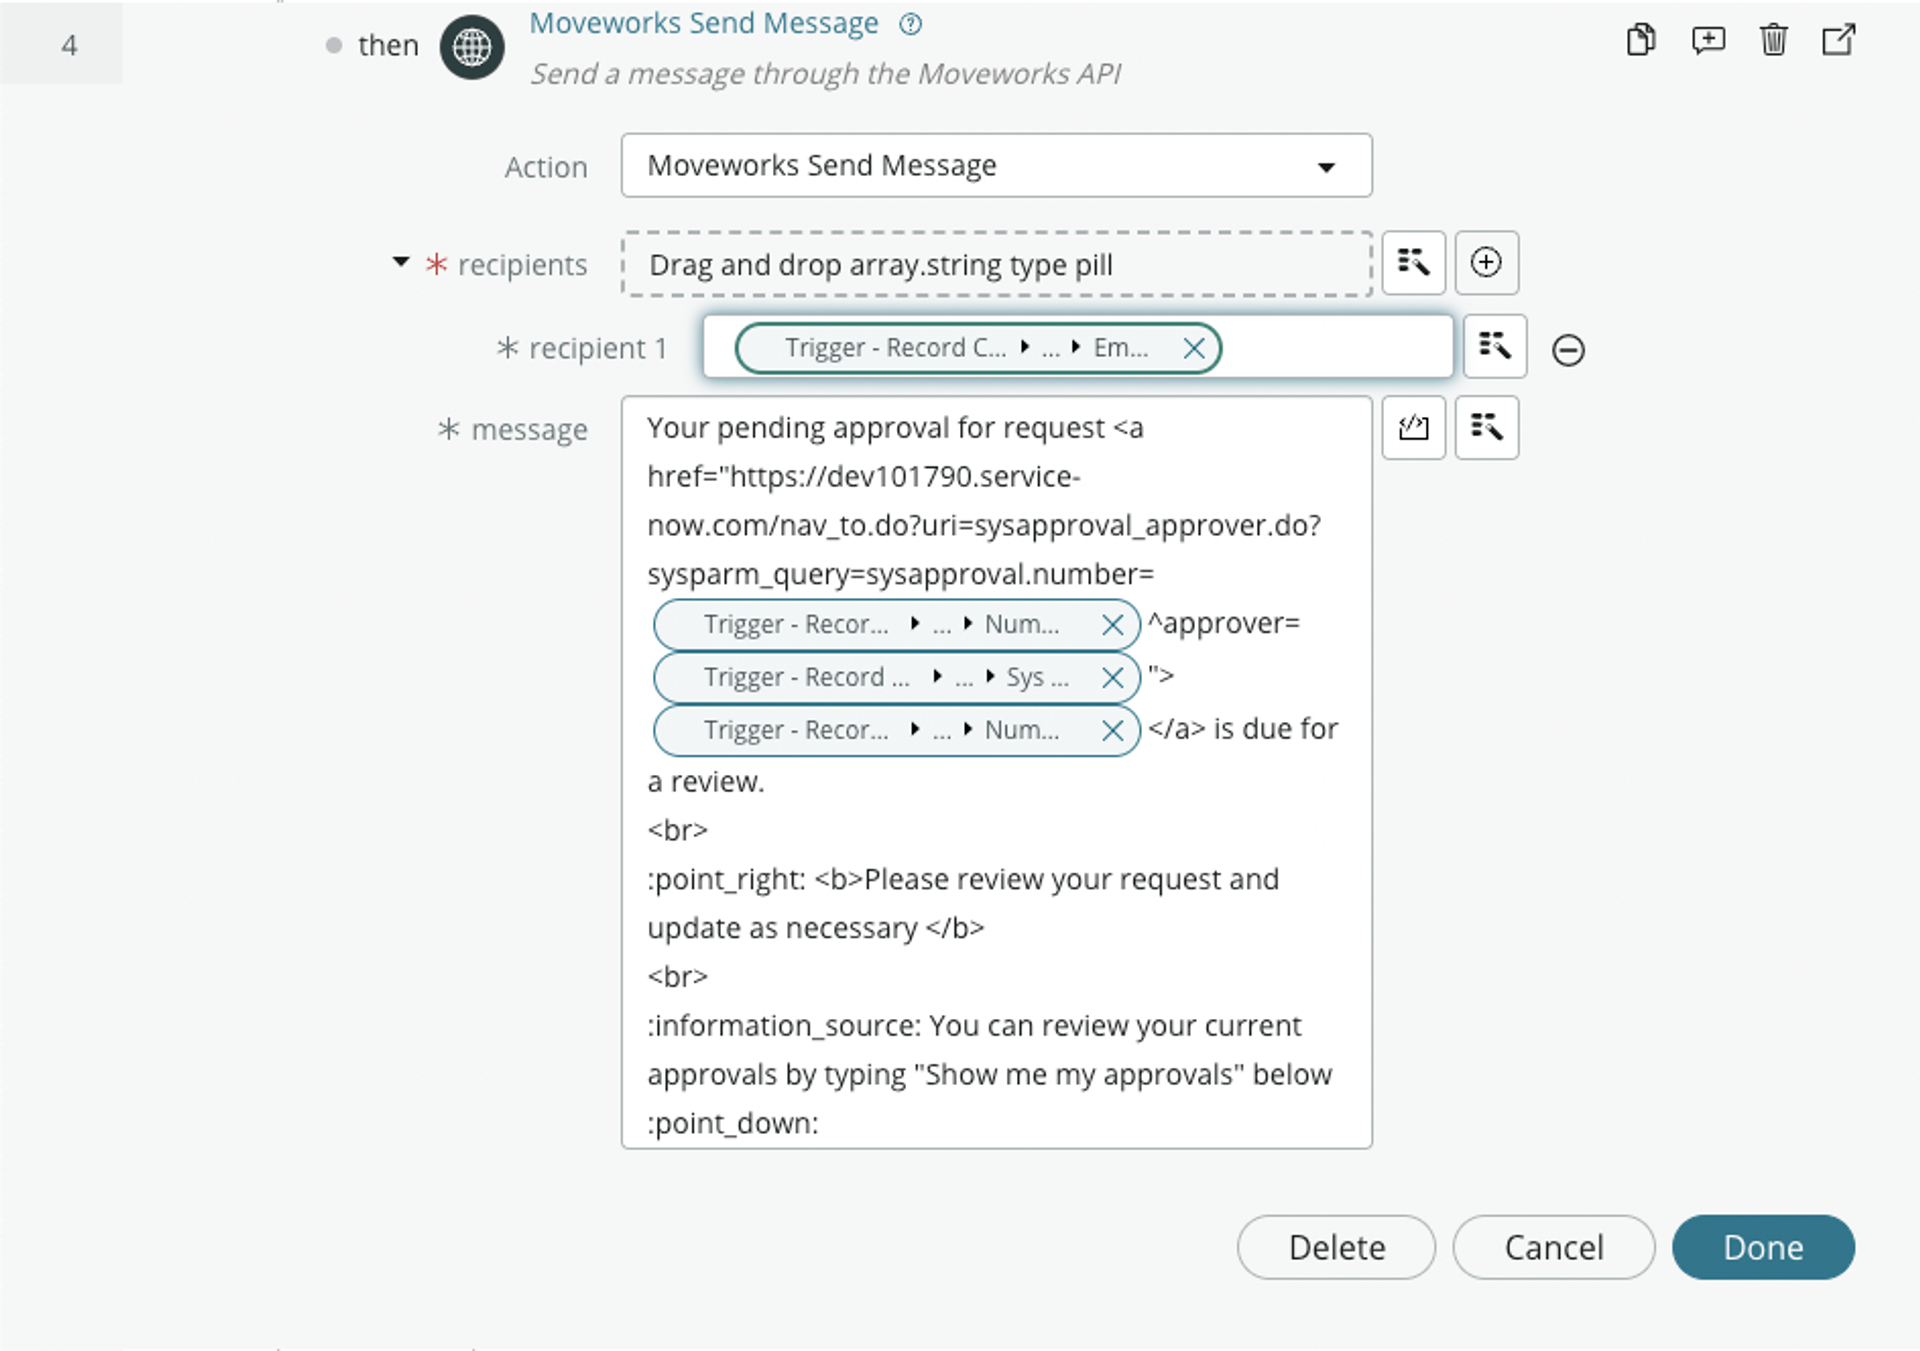 4
then
Moveworks Send Message
Send a message through the Moveworks API
Action
Moveworks Send Message
* recipients
Drag and drop array.string type pill
* recipient 1
Trigger - Record C... ▸ ... ▸ Em...
* message
Your pending approval for request <a
href="https://dev101790.service-
now.com/nav_to.do?uri=sysapproval_approver.do?
sysparm_query=sysapproval.number=
Trigger - Recor... ▸ ... ▸ Num... ^approver=
Trigger - Record ... ▸ ... ▸ Sys ... ">
Trigger - Recor... ▸ ... ▸ Num... </a> is due for
a review.
<br>
:point_right: <b>Please review your request and
update as necessary </b>
<br>
:information_source: You can review your current
approvals by typing "Show me my approvals" below
:point_down:
Delete
Cancel
Done